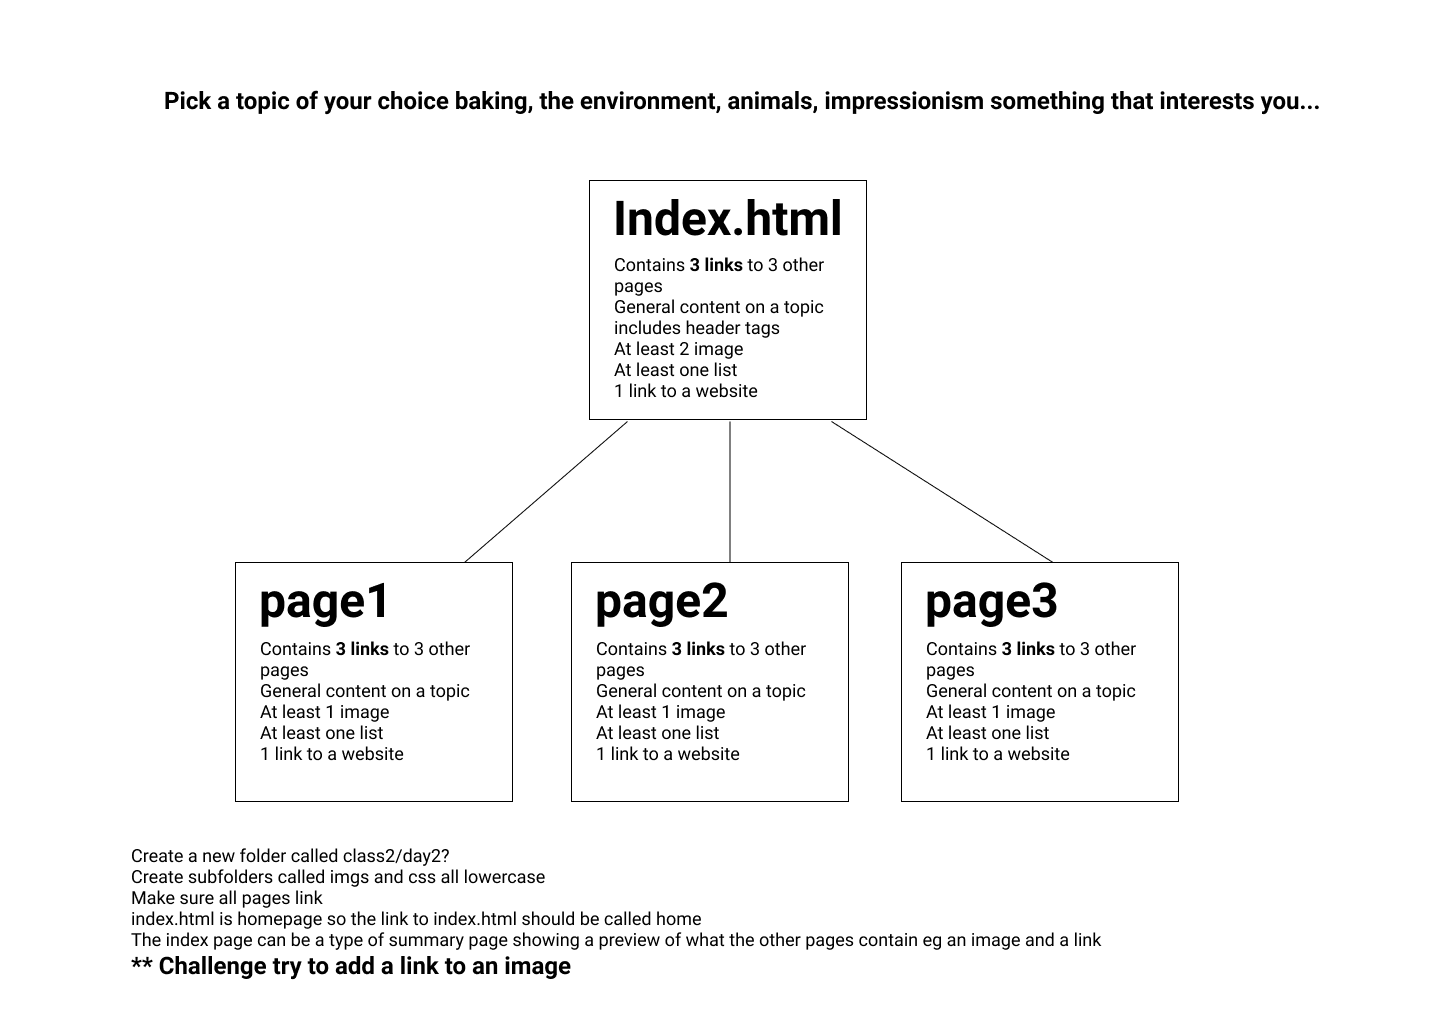 Pick a topic of your choice baking, the environment, animals, impressionism something that interests you...
Index.html
Contains 3 links to 3 other
pages
General content on a topic
includes header tags
At least 2 image
At least one list
1 link to a website
page1
Contains 3 links to 3 other
pages
General content on a topic
At least 1 image
At least one list
1 link to a website
page2
Contains 3 links to 3 other
pages
General content on a topic
At least 1 image
At least one list
1 link to a website
page3
Contains 3 links to 3 other
pages
General content on a topic
At least 1 image
At least one list
1 link to a website
Create a new folder called class2/day2?
Create subfolders called imgs and css all lowercase
Make sure all pages link
index.html is homepage so the link to index.html should be called home
The index page can be a type of summary page showing a preview of what the other pages contain eg an image and a link
** Challenge try to add a link to an image